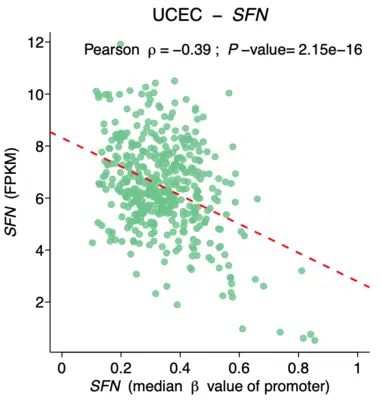 UCEC – SFN
Pearson ρ = −0.39 ; P −value= 2.15e−16
12
10
8
6
4
2
SFN (FPKM)
0 0.2 0.4 0.6 0.8 1
SFN (median β value of promoter)